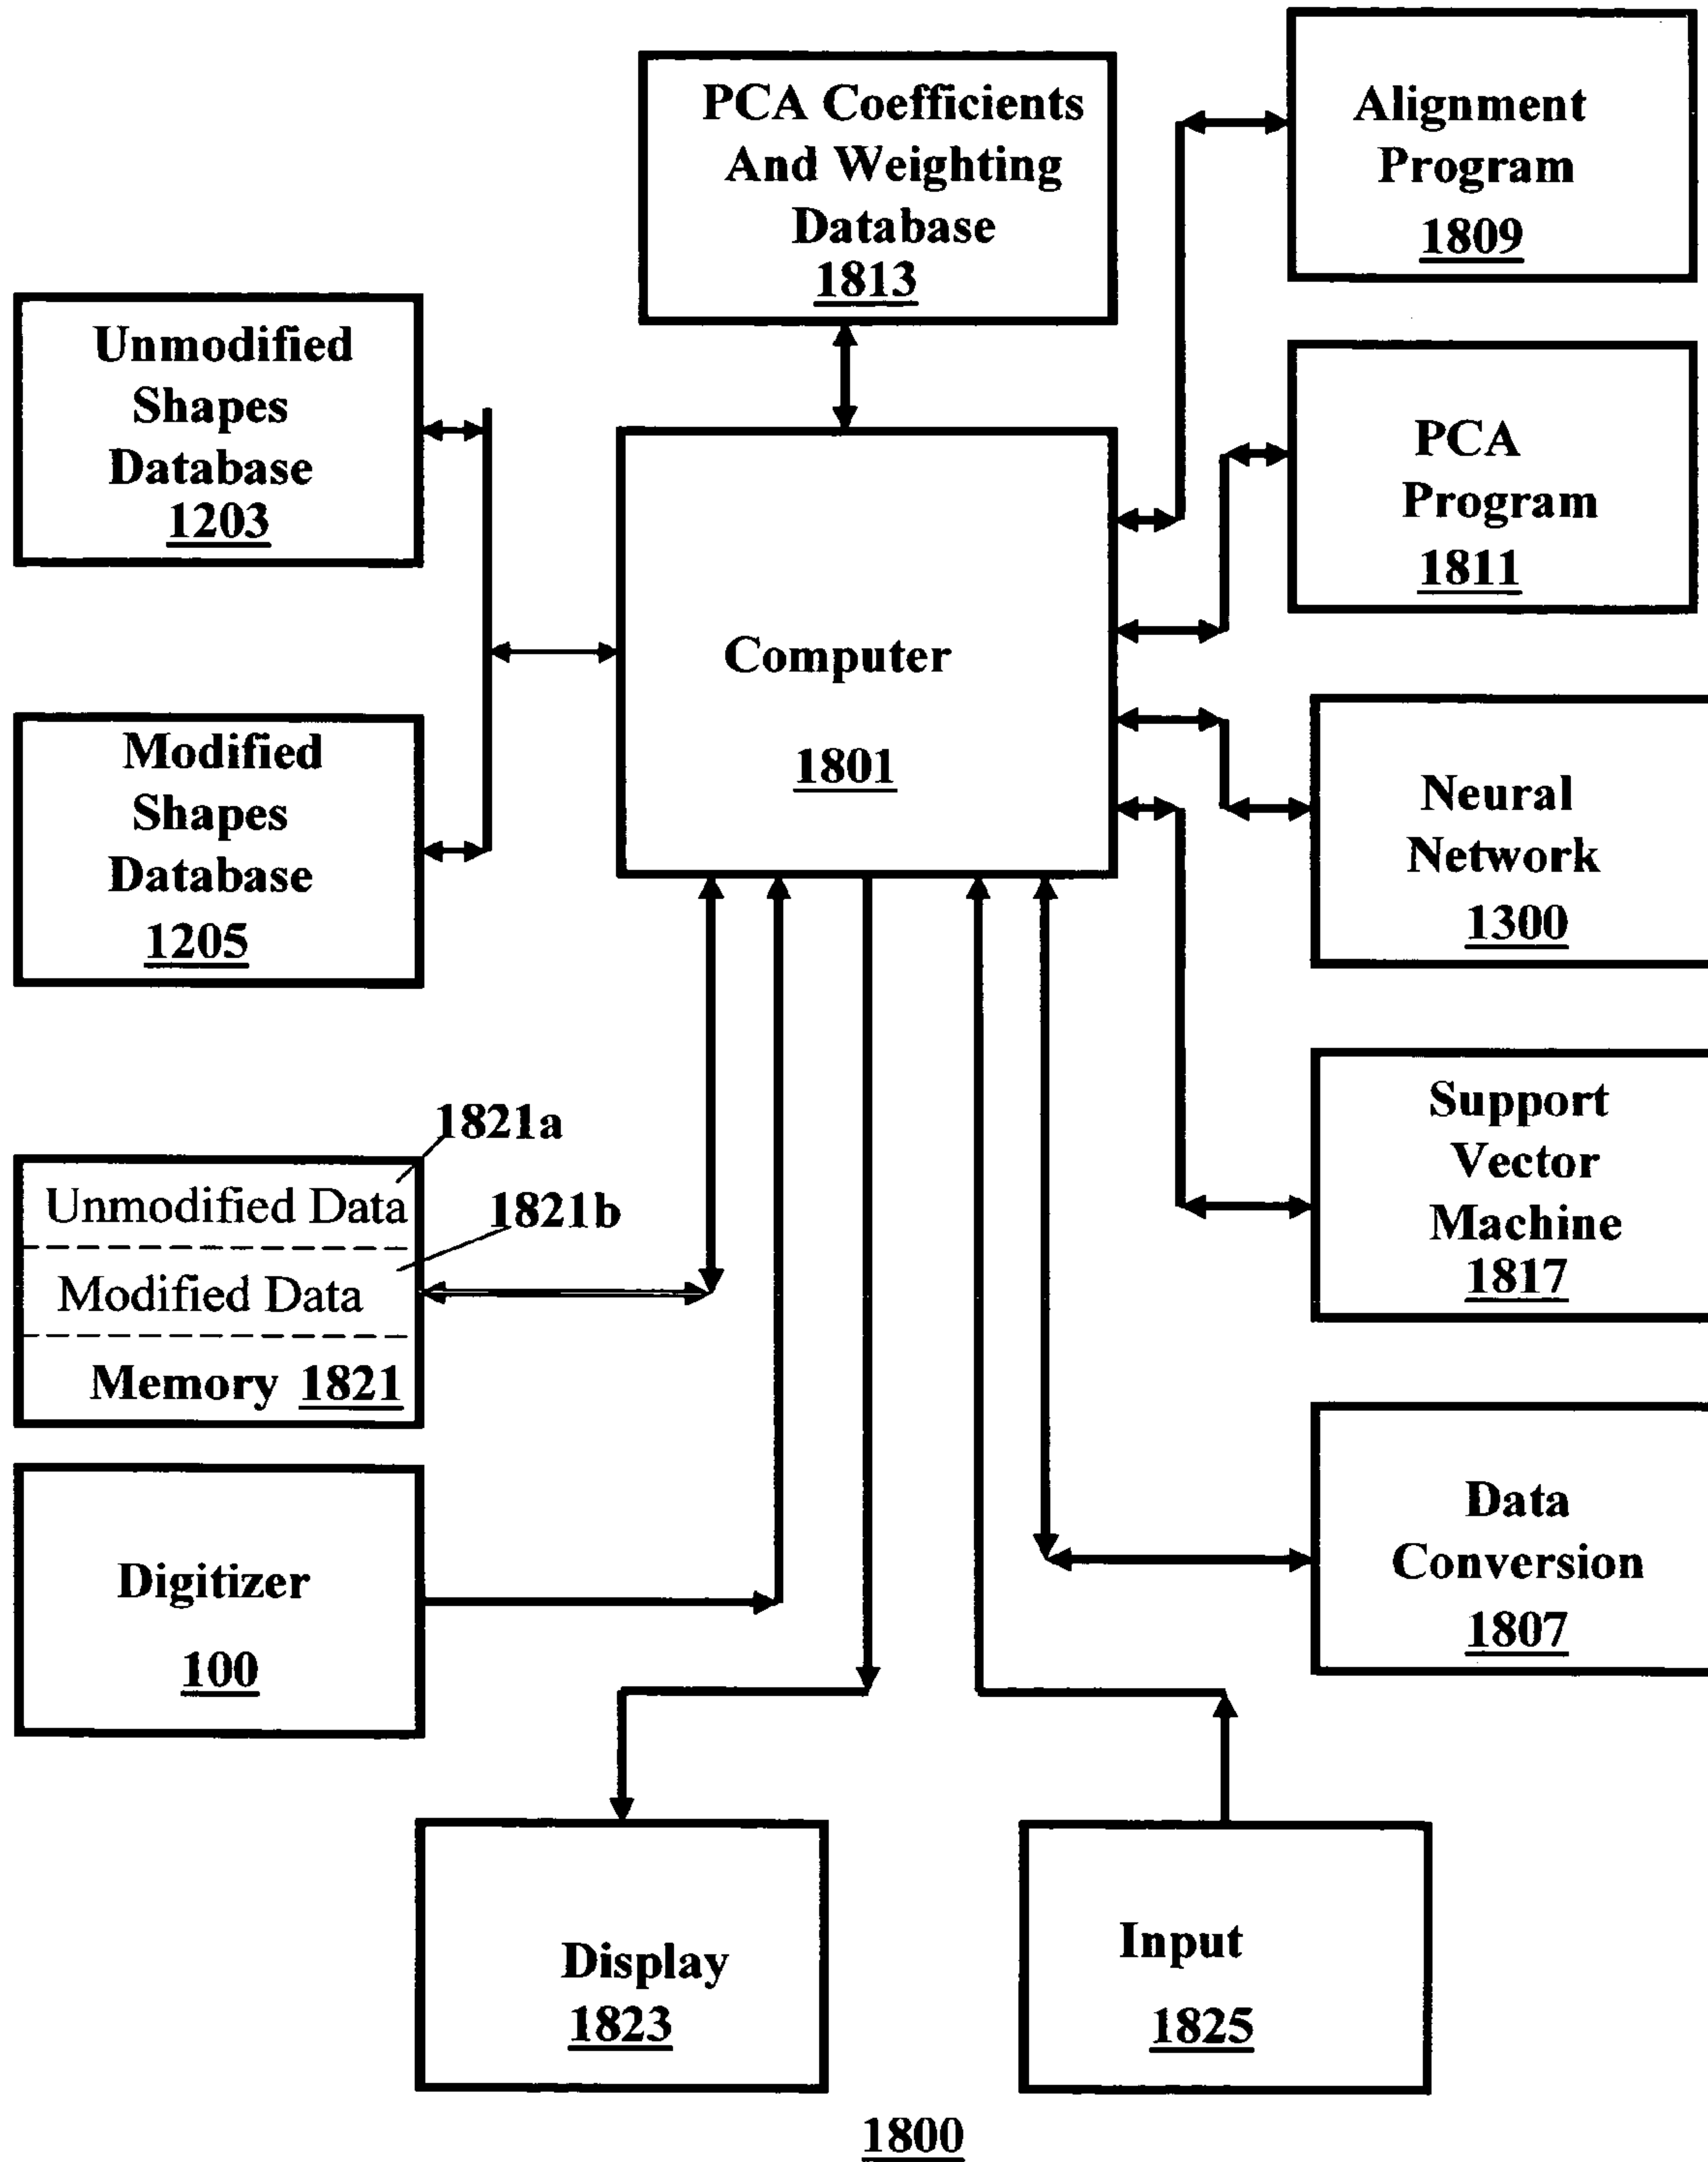 PCA Coefficients
And Weighting
Database
1813
Alignment
Program
1809
Unmodified
Shapes
Database
1203
PCA
Program
1811
Computer
1801
Modified
Shapes
Database
1205
Neural
Network
1300
Support
Vector
Machine
1817
1821a
Unmodified Data
1821b
Modified Data
Memory 1821
Digitizer
100
Data
Conversion
1807
Display
1823
Input
1825
1800